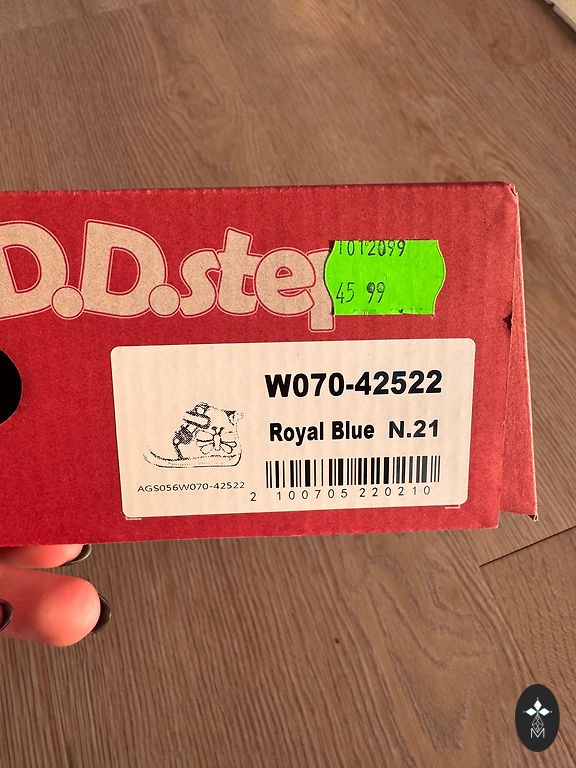 D.D.step
1012099
45 99
W070-42522
Royal Blue N.21
AGS056W070-42522
2 100705 220210
M